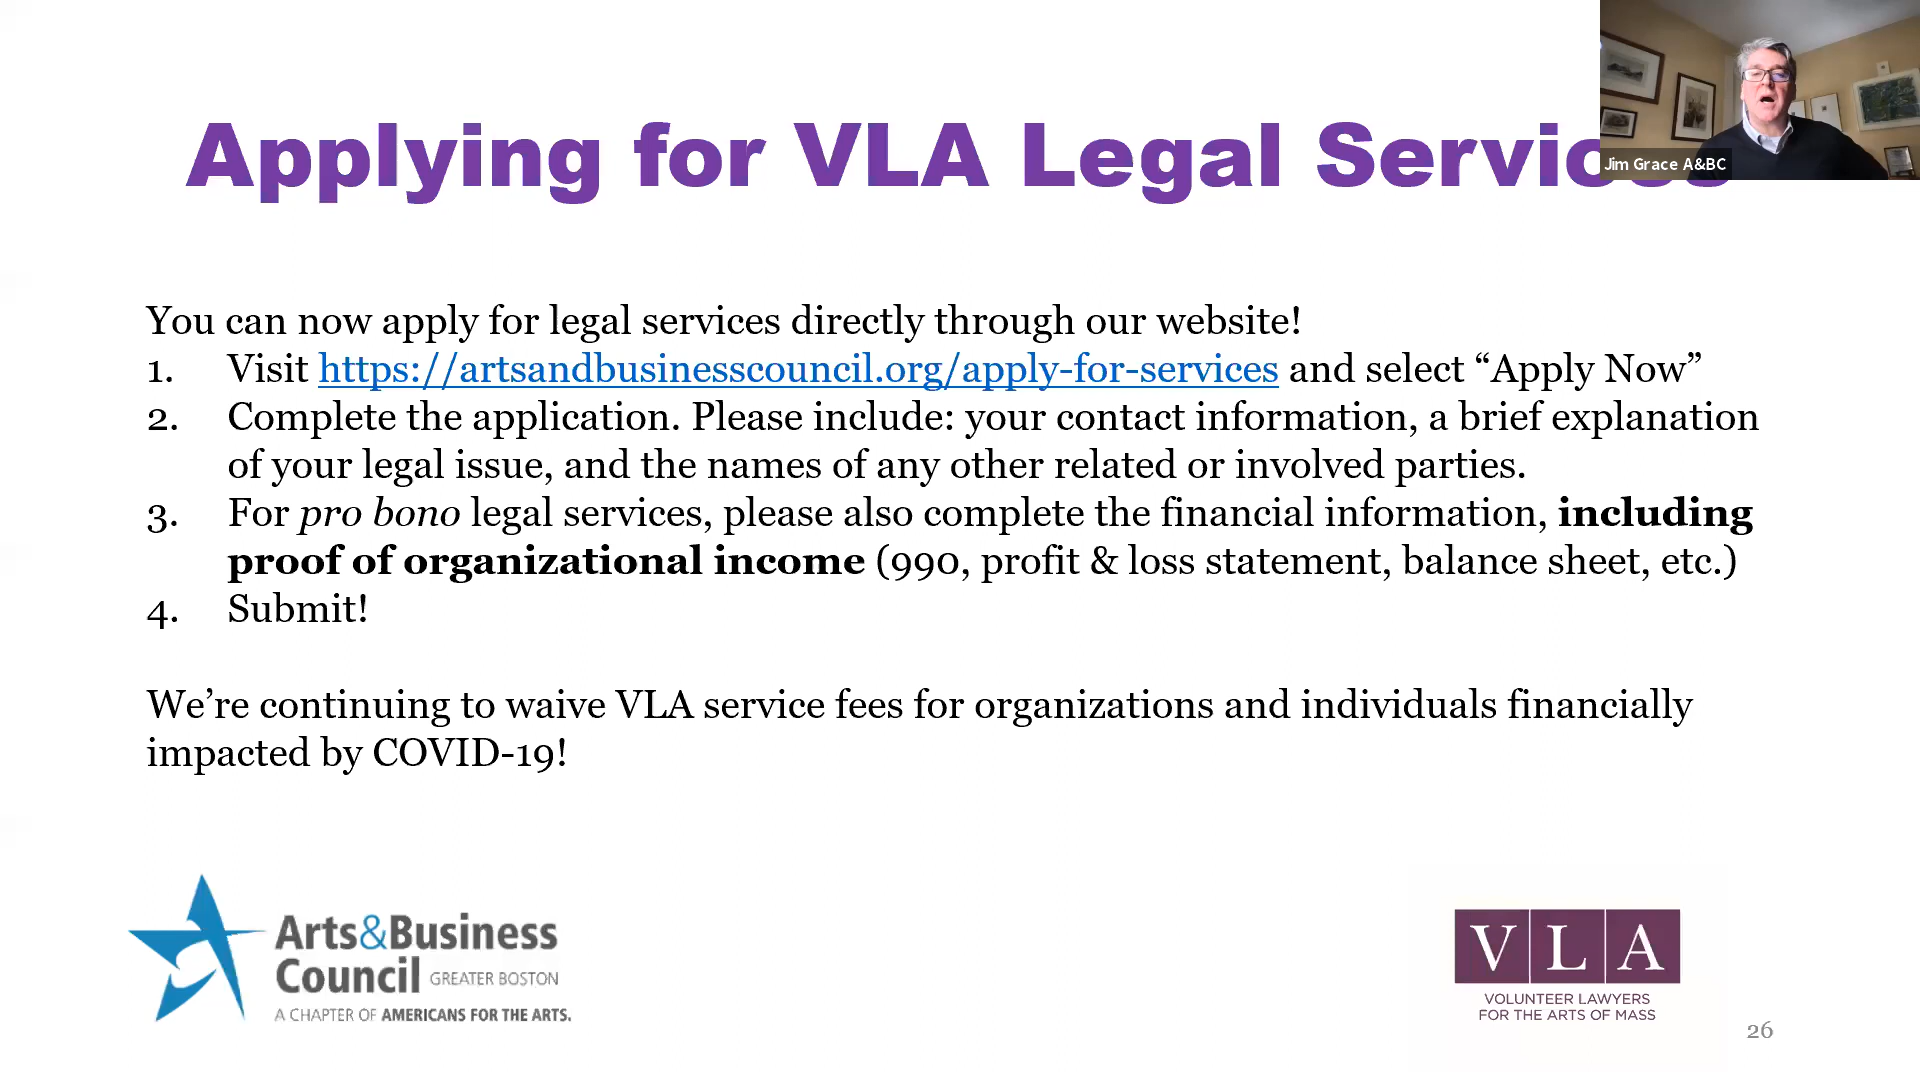 Applying for VLA Legal Services
Jim Grace A&BC
You can now apply for legal services directly through our website!
1. Visit https://artsandbusinesscouncil.org/apply-for-services and select “Apply Now”
2. Complete the application. Please include: your contact information, a brief explanation
of your legal issue, and the names of any other related or involved parties.
3. For pro bono legal services, please also complete the financial information, including
proof of organizational income (990, profit & loss statement, balance sheet, etc.)
4. Submit!
We’re continuing to waive VLA service fees for organizations and individuals financially
impacted by COVID-19!
Arts&Business
Council GREATER BOSTON
A CHAPTER OF AMERICANS FOR THE ARTS.
VLA
VOLUNTEER LAWYERS
FOR THE ARTS OF MASS
26